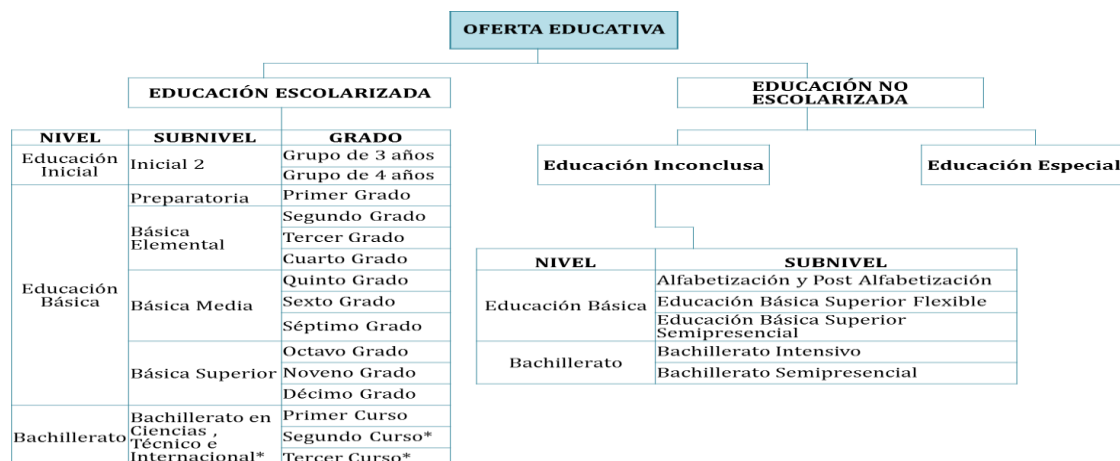 OFERTA EDUCATIVA
EDUCACIÓN ESCOLARIZADA
NIVEL SUBNIVEL GRADO
Educación
Inicial
Inicial 2
Grupo de 3 años
Grupo de 4 años
Educación
Básica
Preparatoria
Primer Grado
Básica
Elemental
Segundo Grado
Tercer Grado
Cuarto Grado
Básica Media
Quinto Grado
Sexto Grado
Séptimo Grado
Básica Superior
Octavo Grado
Noveno Grado
Décimo Grado
Bachillerato
Bachillerato en
Ciencias ,
Técnico e
Internacional*
Primer Curso
Segundo Curso*
Tercer Curso*
EDUCACIÓN NO
ESCOLARIZADA
Educación Inconclusa
Educación Especial
NIVEL SUBNIVEL
Educación Básica
Alfabetización y Post Alfabetización
Educación Básica Superior Flexible
Educación Básica Superior
Semipresencial
Bachillerato
Bachillerato Intensivo
Bachillerato Semipresencial